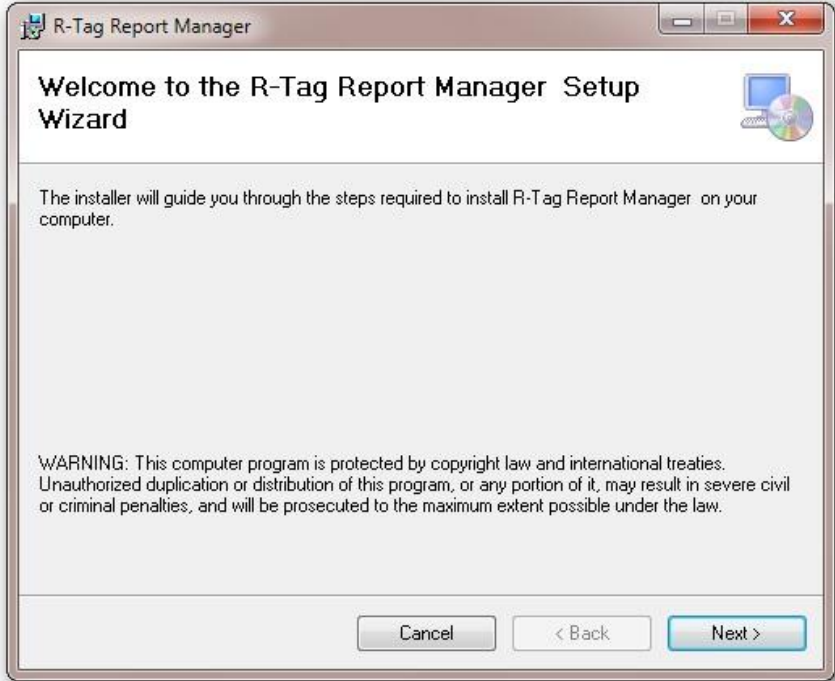 R-Tag Report Manager
Welcome to the R-Tag Report Manager  Setup
Wizard
The installer will guide you through the steps required to install R-Tag Report Manager  on your
computer.
WARNING: This computer program is protected by copyright law and international treaties.
Unauthorized duplication or distribution of this program, or any portion of it, may result in severe civil
or criminal penalties, and will be prosecuted to the maximum extent possible under the law.
Cancel
< Back
Next >